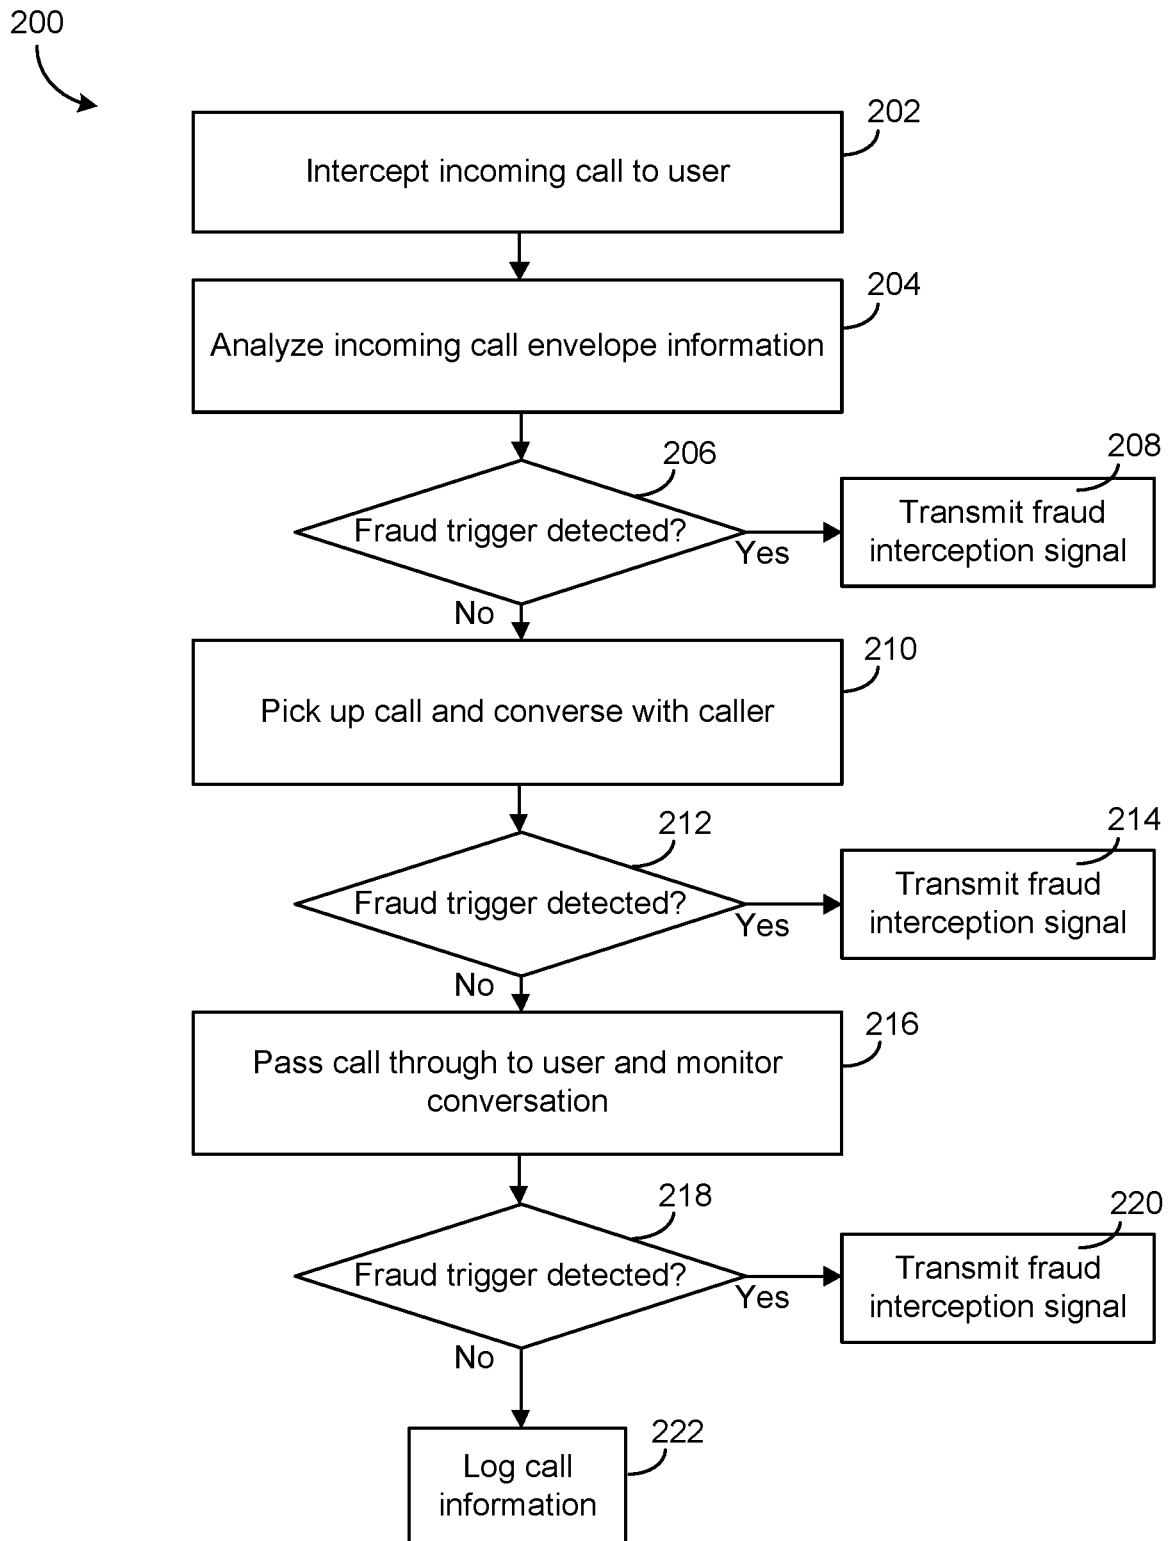 200
202
Intercept incoming call to user
204
Analyze incoming call envelope information
206
Fraud trigger detected?
Yes
208
Transmit fraud
interception signal
No
210
Pick up call and converse with caller
212
Fraud trigger detected?
Yes
214
Transmit fraud
interception signal
No
216
Pass call through to user and monitor
conversation
218
Fraud trigger detected?
Yes
220
Transmit fraud
interception signal
No
222
Log call
information